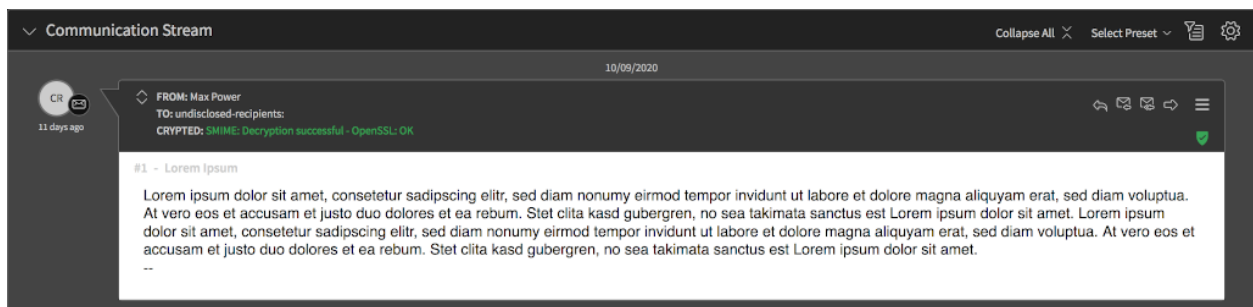 Communication Stream
Collapse All
Select Preset
10/09/2020
CR
11 days ago
FROM: Max Power
TO: undisclosed-recipients:
CRYPTED: SMIME: Decryption successful - OpenSSL: OK
#1 - Lorem Ipsum
Lorem ipsum dolor sit amet, consetetur sadipscing elitr, sed diam nonumy eirmod tempor invidunt ut labore et dolore magna aliquyam erat, sed diam voluptua.
At vero eos et accusam et justo duo dolores et ea rebum. Stet clita kasd gubergren, no sea takimata sanctus est Lorem ipsum dolor sit amet. Lorem ipsum
dolor sit amet, consetetur sadipscing elitr, sed diam nonumy eirmod tempor invidunt ut labore et dolore magna aliquyam erat, sed diam voluptua. At vero eos et
accusam et justo duo dolores et ea rebum. Stet clita kasd gubergren, no sea takimata sanctus est Lorem ipsum dolor sit amet.
--